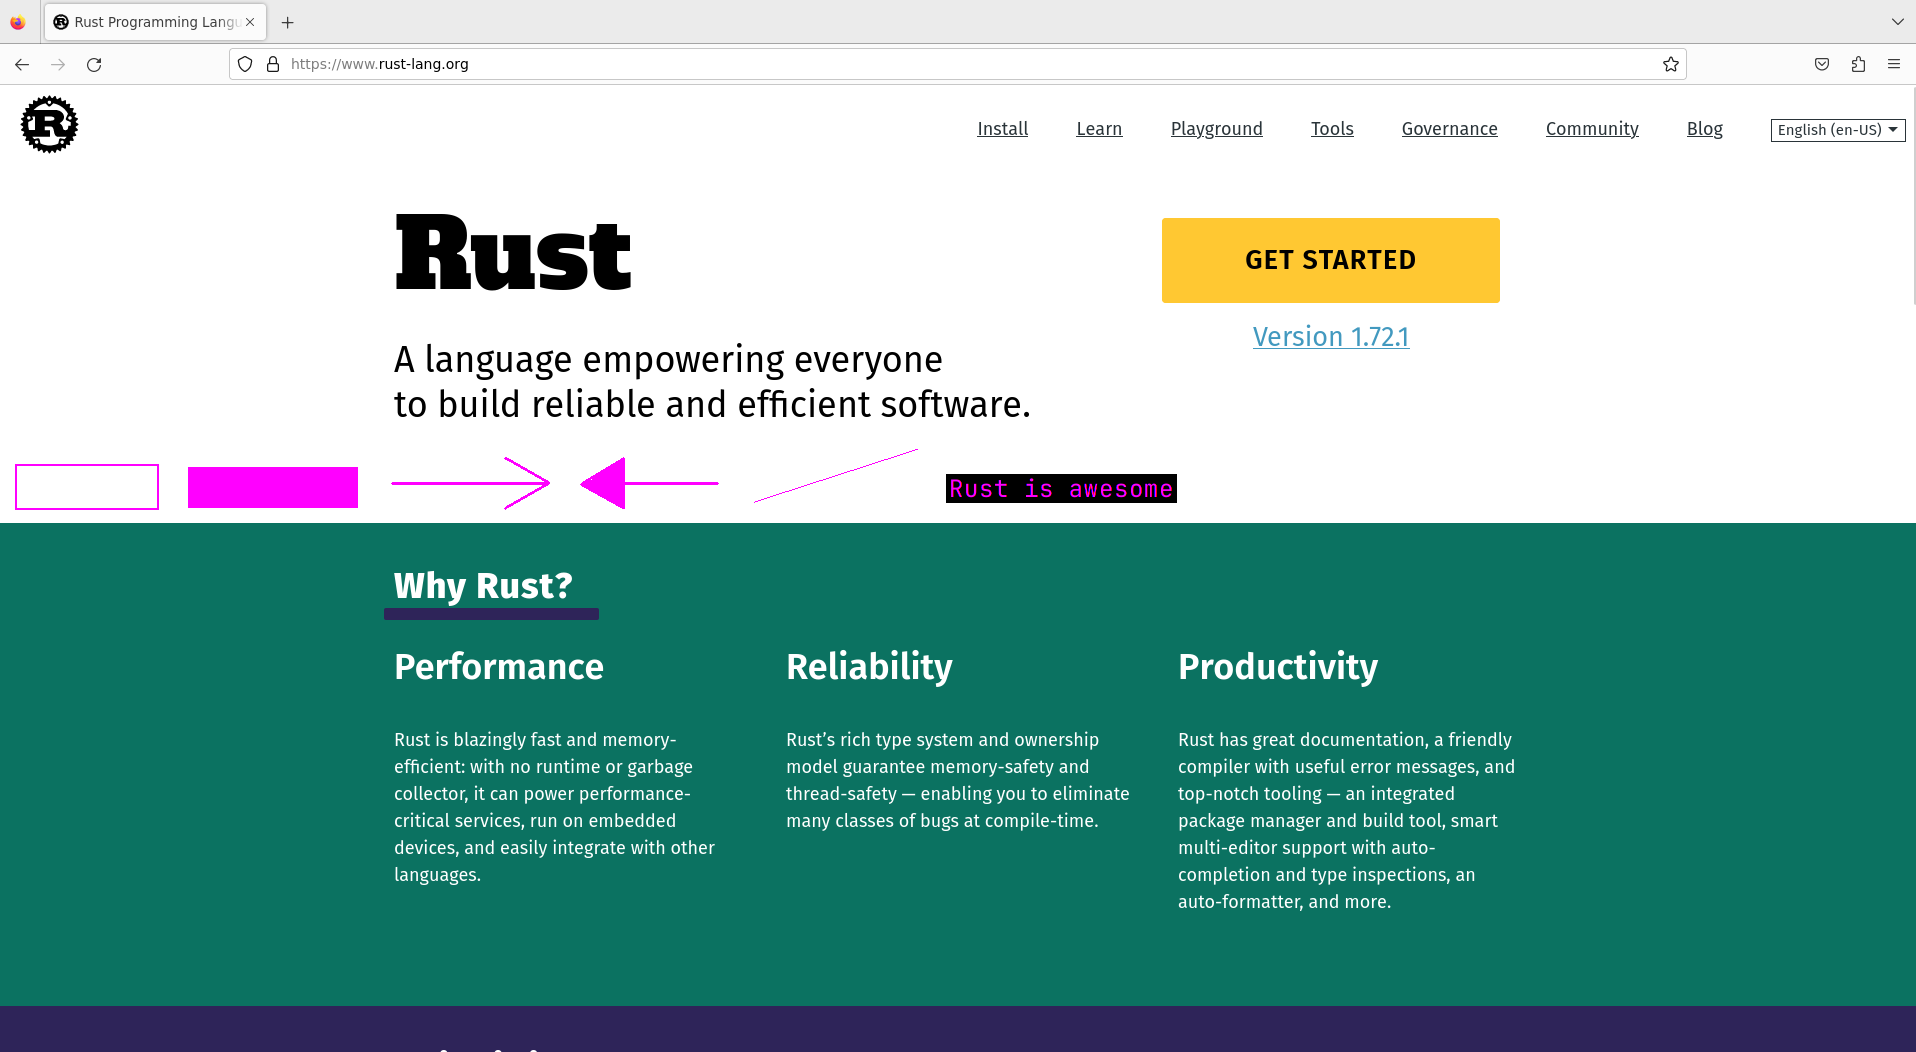 Rust Programming Langu
https://www.rust-lang.org
Install Learn Playground Tools Governance Community Blog English (en-US)
Rust
GET STARTED
Version 1.72.1
A language empowering everyone
to build reliable and efficient software.
Rust is awesome
Why Rust?
Performance
Rust is blazingly fast and memory-
efficient: with no runtime or garbage
collector, it can power performance-
critical services, run on embedded
devices, and easily integrate with other
languages.
Reliability
Rust’s rich type system and ownership
model guarantee memory-safety and
thread-safety — enabling you to eliminate
many classes of bugs at compile-time.
Productivity
Rust has great documentation, a friendly
compiler with useful error messages, and
top-notch tooling — an integrated
package manager and build tool, smart
multi-editor support with auto-
completion and type inspections, an
auto-formatter, and more.